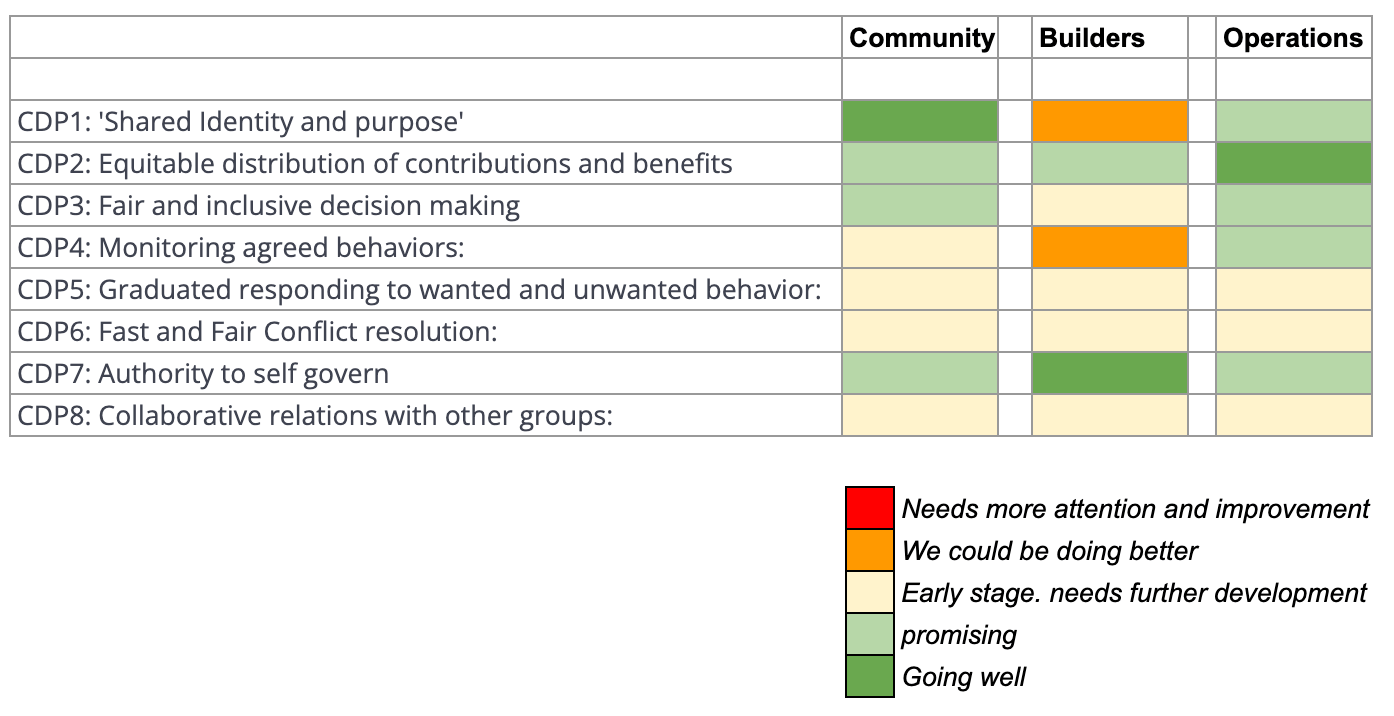 Community Builders Operations
CDP1: 'Shared Identity and purpose'
CDP2: Equitable distribution of contributions and benefits
CDP3: Fair and inclusive decision making
CDP4: Monitoring agreed behaviors:
CDP5: Graduated responding to wanted and unwanted behavior:
CDP6: Fast and Fair Conflict resolution:
CDP7: Authority to self govern
CDP8: Collaborative relations with other groups:
Needs more attention and improvement
We could be doing better
Early stage. needs further development
promising
Going well